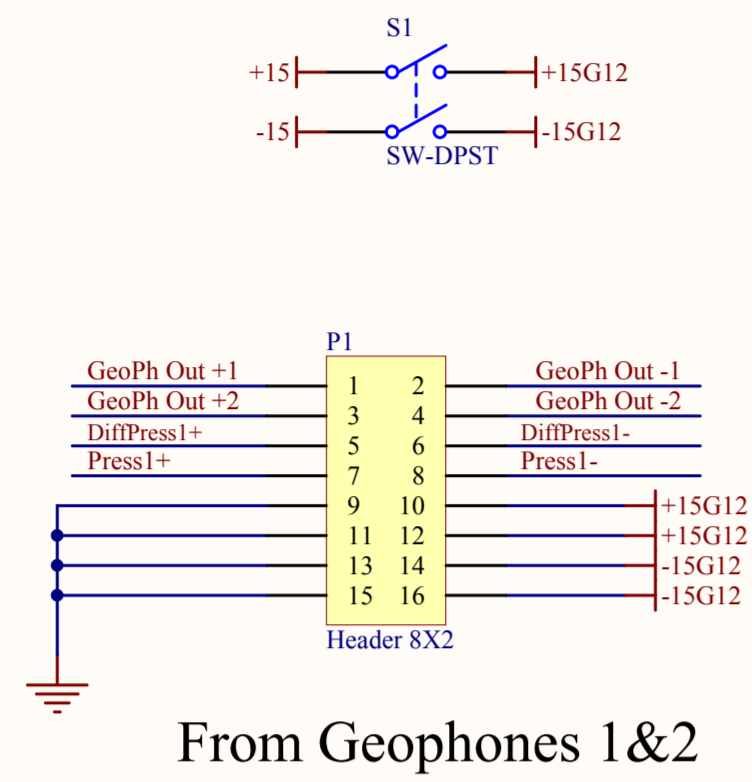 S1
+15 +15G12
-15 -15G12
SW-DPST
P1
GeoPh Out +1 1 2 GeoPh Out -1
GeoPh Out +2 3 4 GeoPh Out -2
DiffPress1+ 5 6 DiffPress1-
Press1+ 7 8 Press1-
9 10 +15G12
11 12 +15G12
13 14 -15G12
15 16 -15G12
Header 8X2
From Geophones 1&2